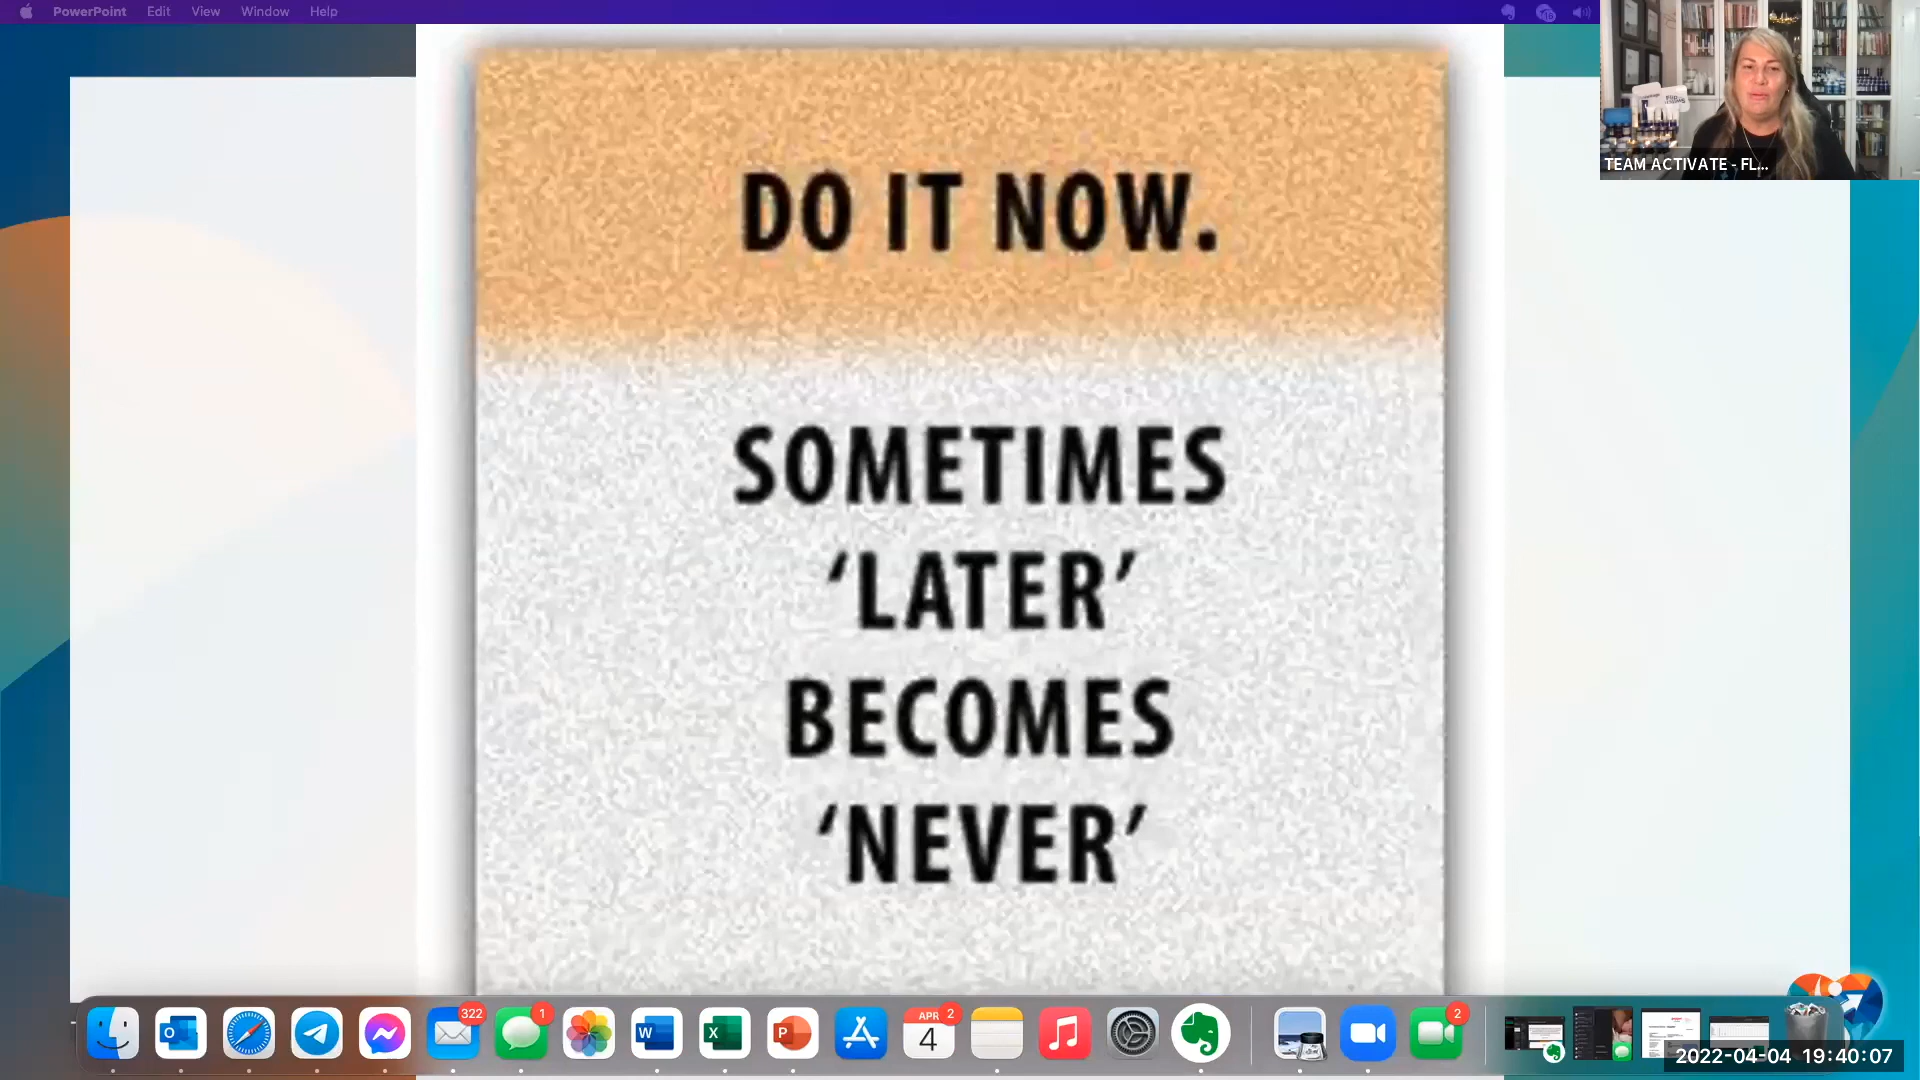 PowerPoint Edit View Window Help
TEAM ACTIVATE - FL...
DO IT NOW.
SOMETIMES
‘LATER’
BECOMES
‘NEVER’
322
1
APR 2
4
2
2022-04-04 19:40:07